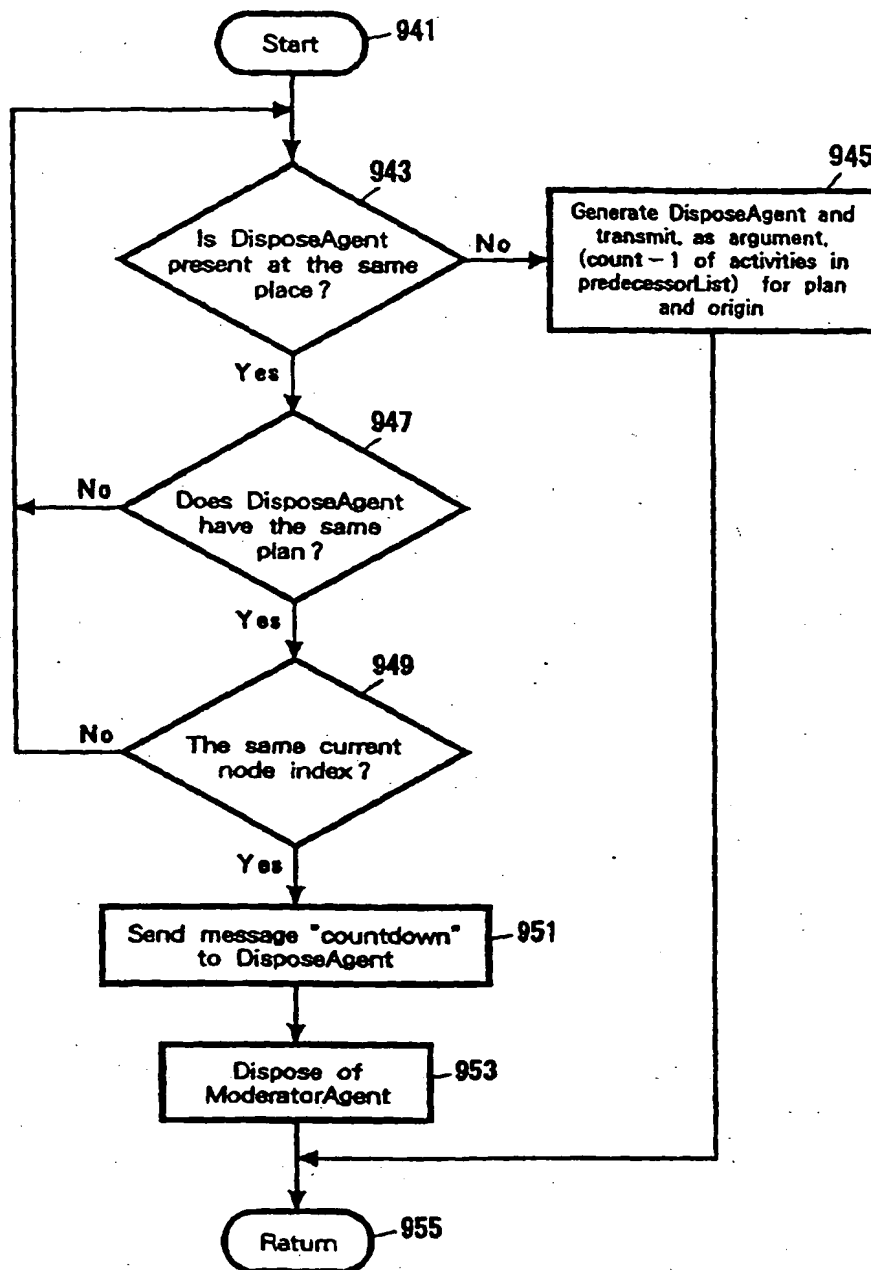 Start
941
943
Is DisposeAgent
present at the same
place?
No
945
Generate DisposeAgent and
transmit, as argument,
(count-1 of activities in
predecessorList) for plan
and origin
Yes
947
No
Does DisposeAgent
have the same
plan?
Yes
949
No
The same current
node index?
Yes
Send message "countdown"
to DisposeAgent
951
Dispose of
ModeratorAgent
953
Return
955